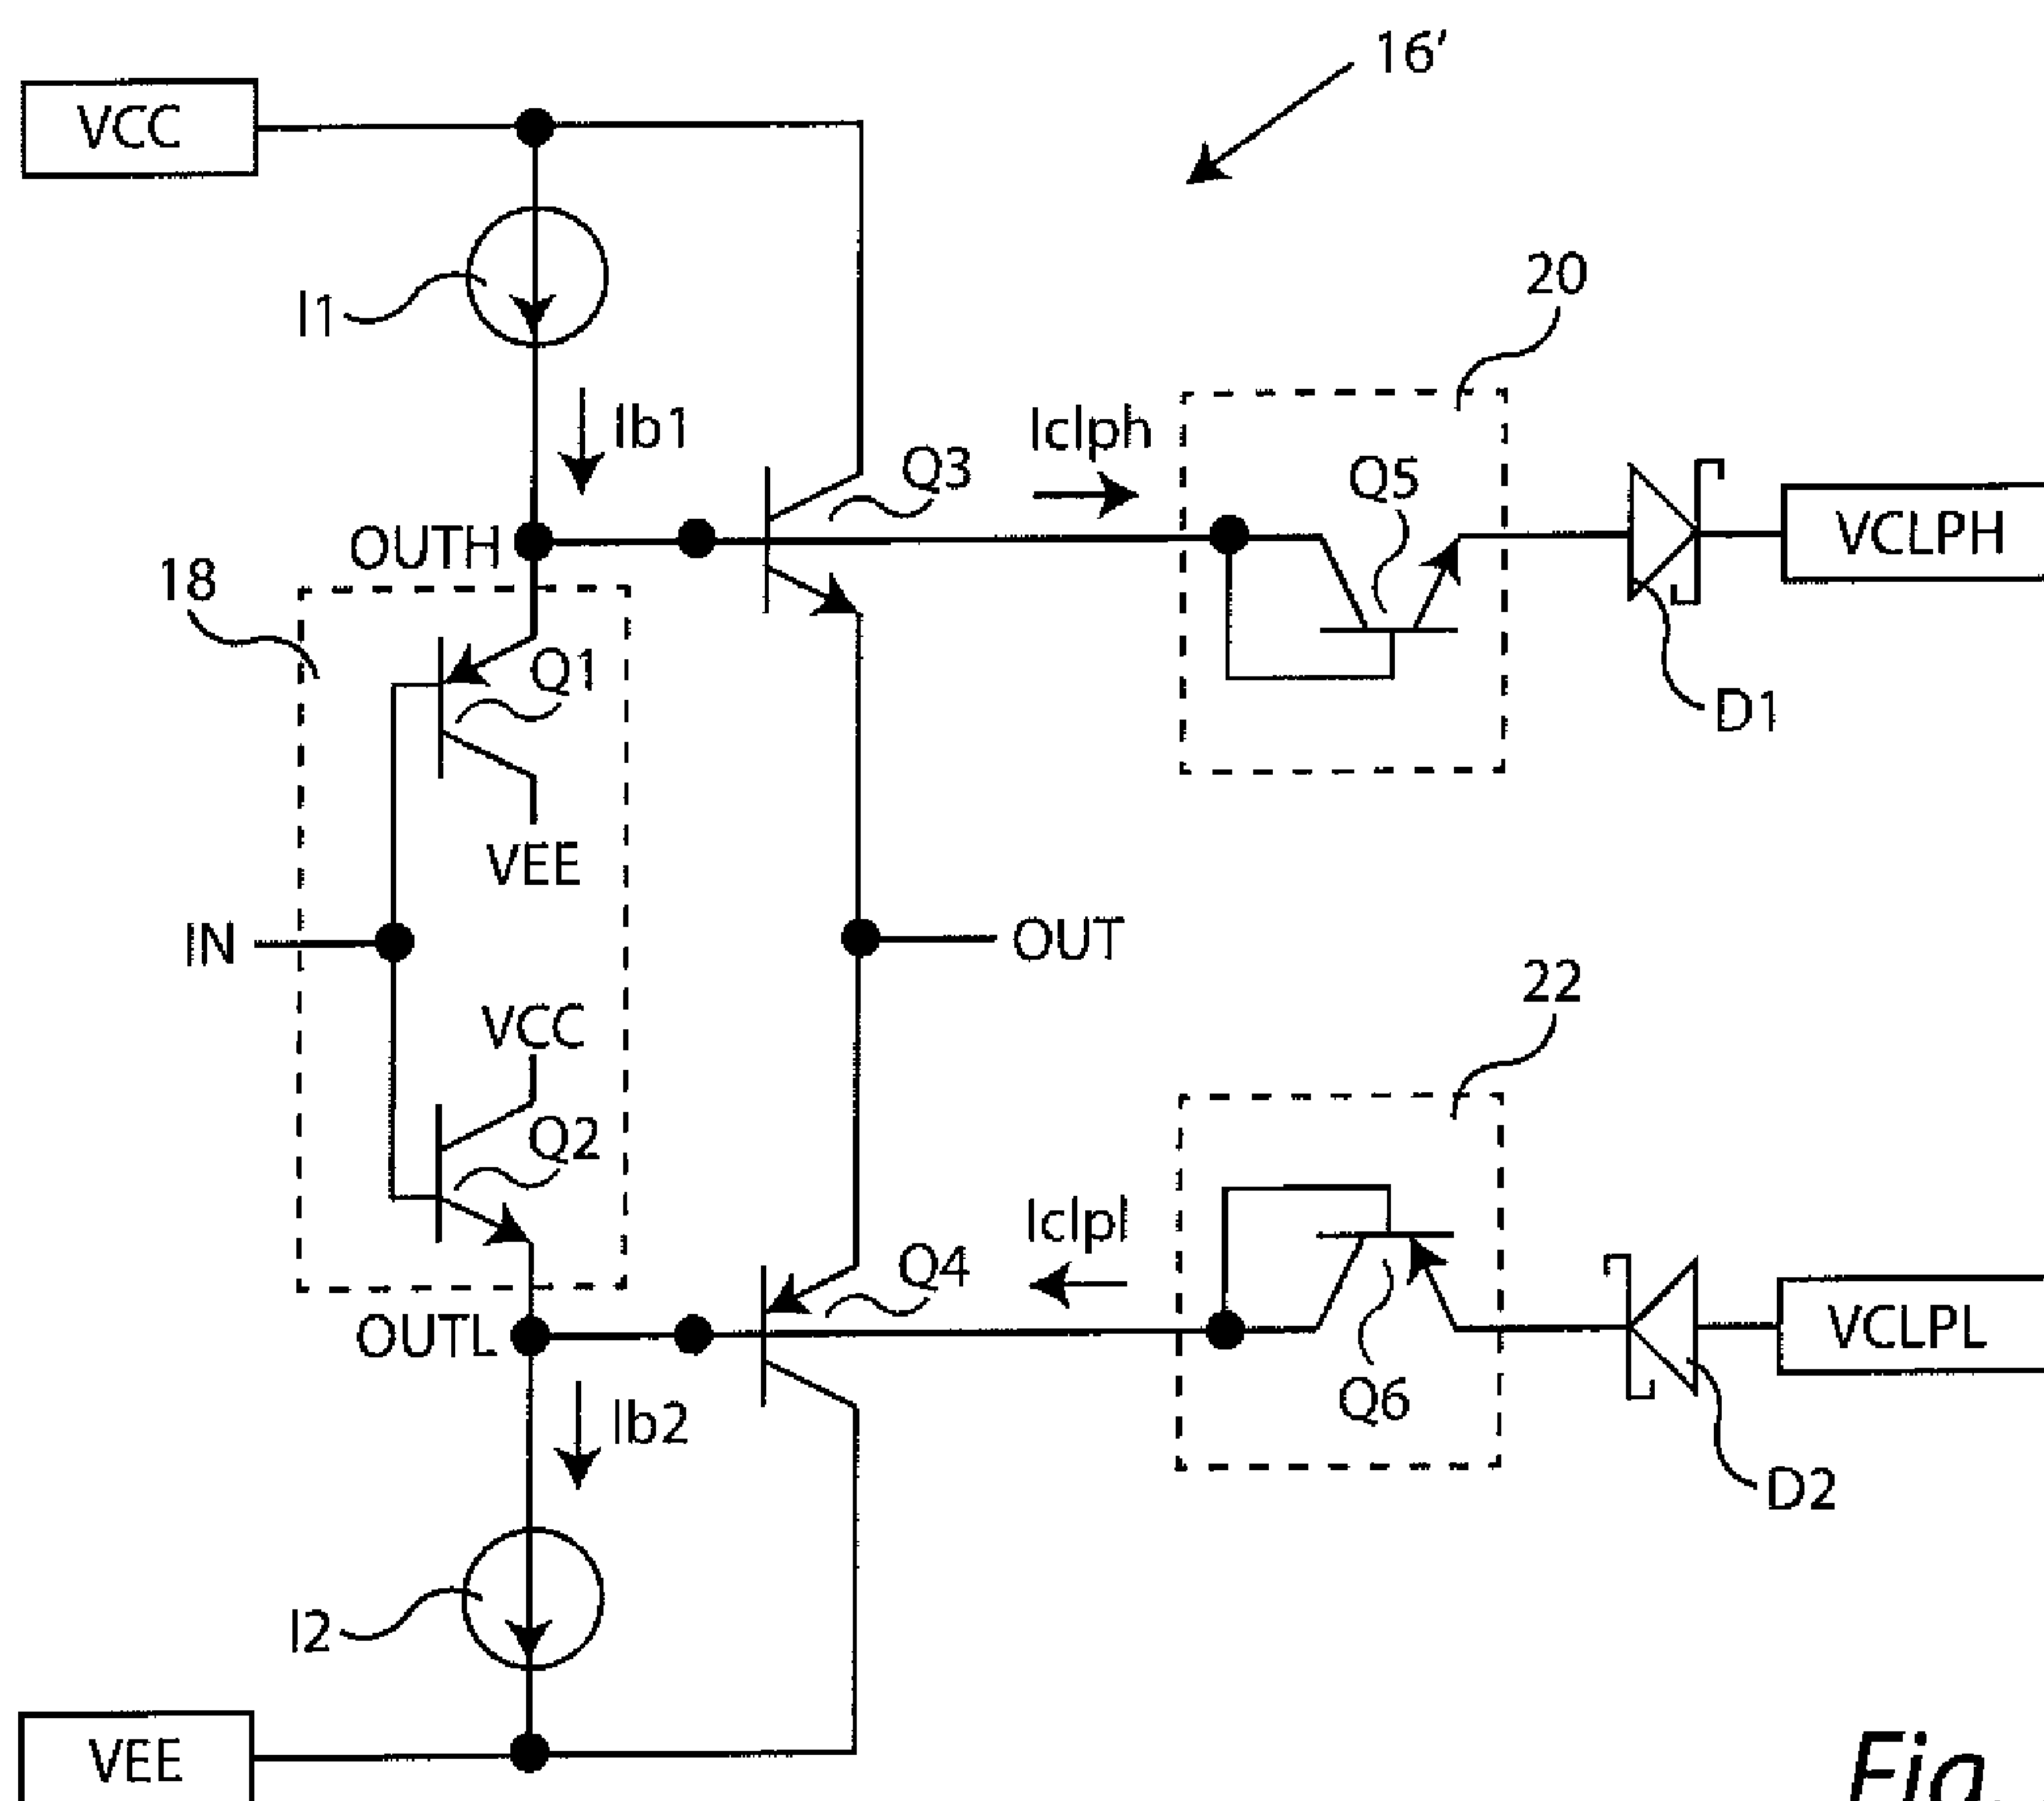 16'
VCC
20
I1
Ib1
Iclph
Q3
Q5
VCLPH
OUTH
18
Q1
D1
VEE
IN
OUT
VCC
22
Q2
Iclpl
Q4
OUTL
VCLPL
Q6
Ib2
D2
I2
VEE
Fig.